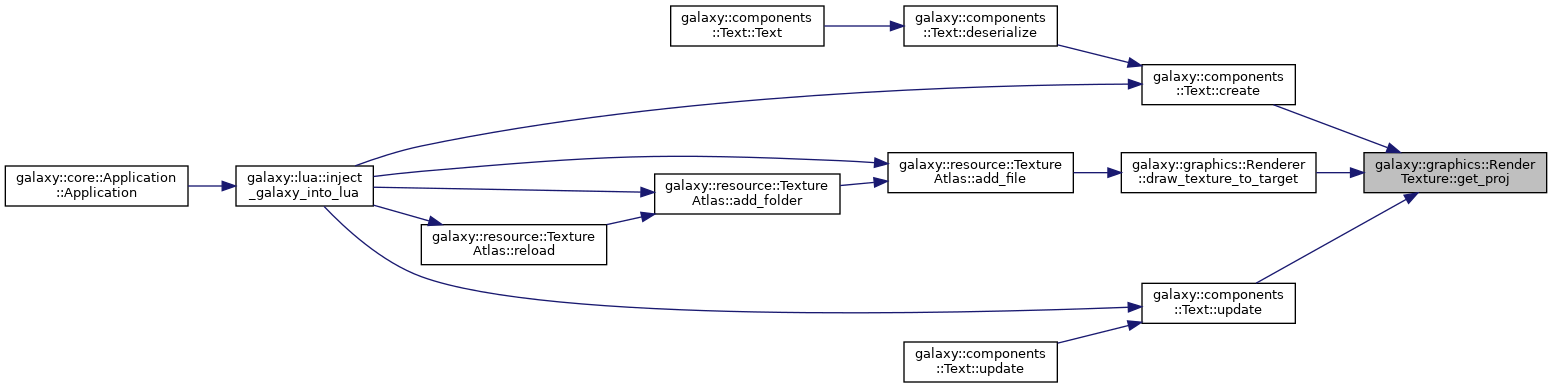 galaxy::components
::Text::Text
galaxy::components
::Text::deserialize
galaxy::components
::Text::create
galaxy::core::Application
::Application
galaxy::lua::inject
_galaxy_into_lua
galaxy::resource::Texture
Atlas::add_folder
galaxy::resource::Texture
Atlas::reload
galaxy::resource::Texture
Atlas::add_file
galaxy::graphics::Renderer
::draw_texture_to_target
galaxy::graphics::Render
Texture::get_proj
galaxy::components
::Text::update
galaxy::components
::Text::update